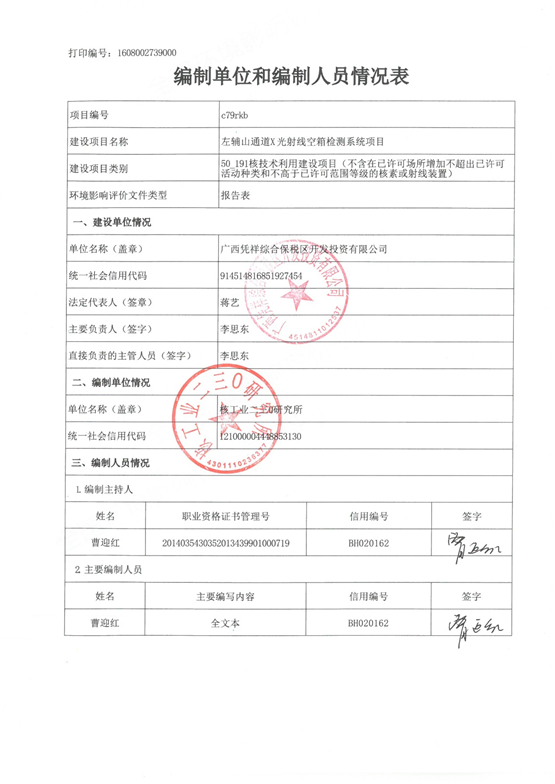 打印编号：1608002739000
编制单位和编制人员情况表
项目编号 c79rkb
建设项目名称 左辅山通道X光射线空箱检测系统项目
建设项目类别 50_191核技术利用建设项目（不含在已许可场所增加不超出已许可
活动种类和不高于已许可范围等级的核素或射线装置）
环境影响评价文件类型 报告表
一、建设单位情况
单位名称（盖章） 广西凭祥综合保税区开发投资有限公司
统一社会信用代码 914514816851927454
法定代表人（签章） 蒋艺
主要负责人（签字） 李思东
直接负责的主管人员（签字） 李思东
4514811012537
二、编制单位情况
核工业二三0研究所
单位名称（盖章） 核工业二三0研究所
统一社会信用代码 121000004448853130
4301110236377
三、编制人员情况
1.编制主持人
姓名 职业资格证书管理号 信用编号 签字
曹迎红 2014035430352013439901000719 BH020162
2.主要编制人员
姓名 主要编写内容 信用编号 签字
曹迎红 全文本 BH020162